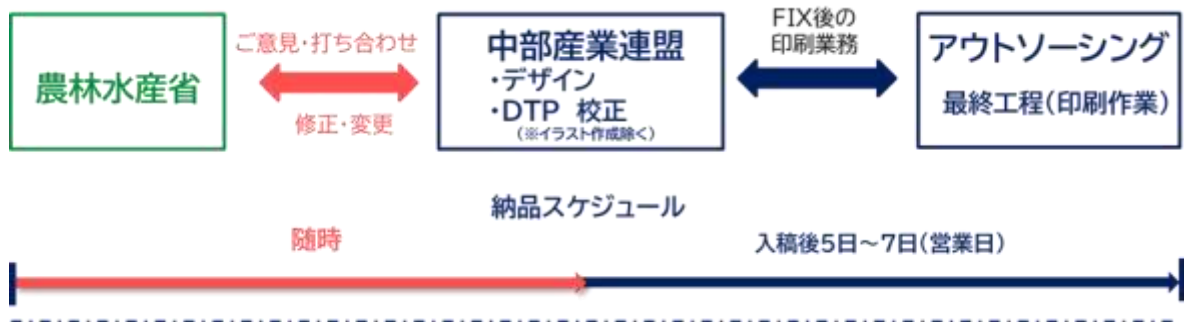 農林水産省
ご意見・打ち合わせ
修正・変更
中部産業連盟
・デザイン
・DTP 校正
(※イラスト作成除く)
FIX後の
印刷業務
アウトソーシング
最終工程(印刷作業)
納品スケジュール
随時
入稿後5日～7日(営業日)